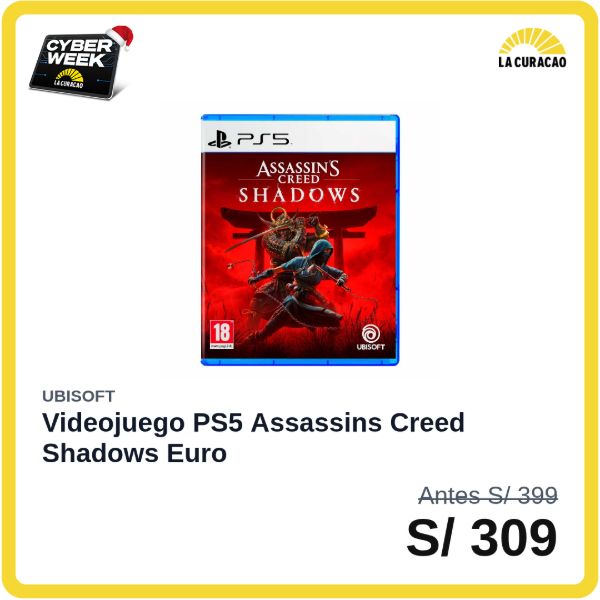 CYBER
WEEK
LA CURACAO
LA CURACAO
PS5
ASSASSIN'S
CREED
SHADOWS
18
UBISOFT
UBISOFT
Videojuego PS5 Assassins Creed
Shadows Euro
Antes S/ 399
S/ 309